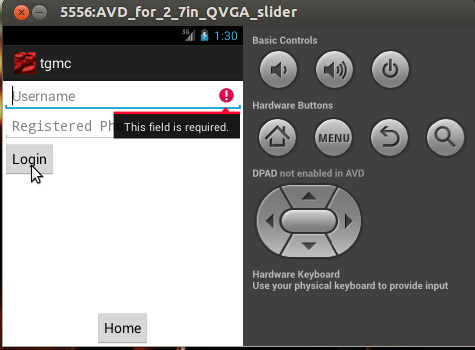 5556:AVD_for_2_7in_QVGA_slider
3G 1:30
tgmc
Username
This field is required.
Registered Ph
Login
Home
Basic Controls
Hardware Buttons
MENU
DPAD not enabled in AVD
Hardware Keyboard
Use your physical keyboard to provide input